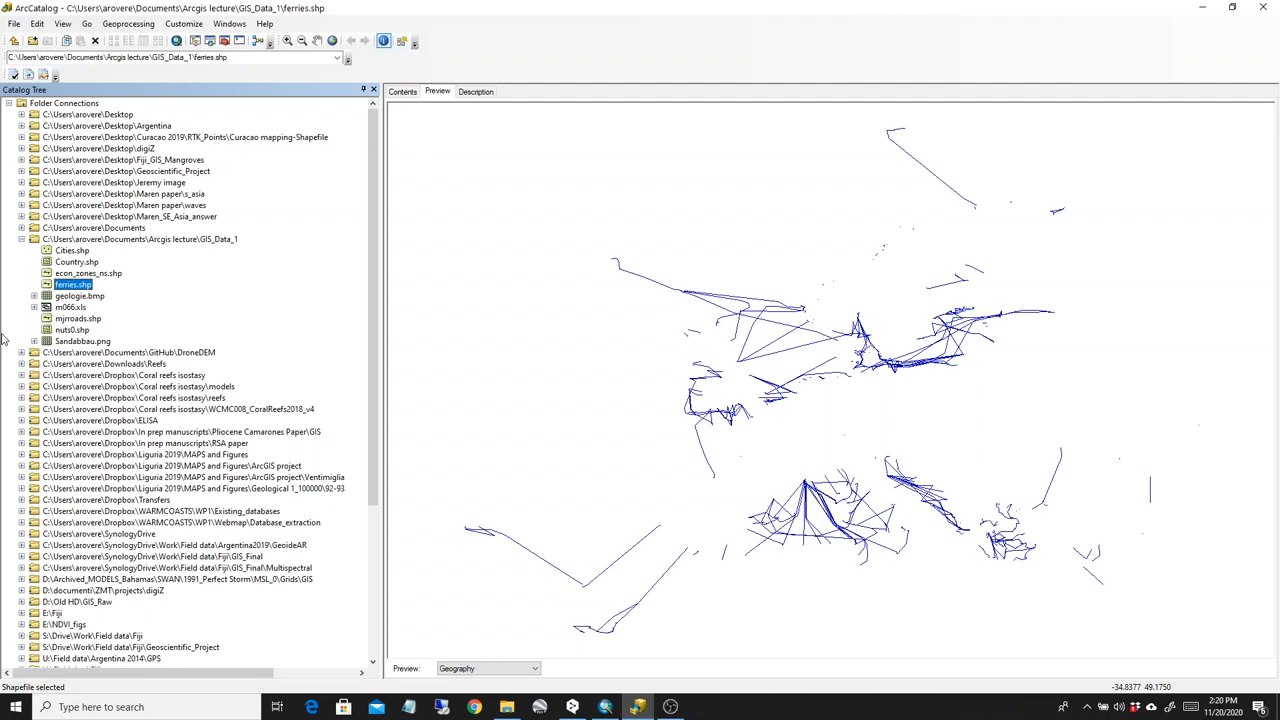 ArcCatalog - C:\Users\arovere\Documents\Arcgis lecture\GIS_Data_1\ferries.shp
File Edit View Go Geoprocessing Customize Windows Help
C:\Users\arovere\Documents\Arcgis lecture\GIS_Data_1\ferries.shp
Catalog Tree
Contents Preview Description
Folder Connections
C:\Users\arovere\Desktop
C:\Users\arovere\Desktop\Argentina
C:\Users\arovere\Desktop\Curacao 2019\RTK_Points\Curacao mapping-Shapefile
C:\Users\arovere\Desktop\digiZ
C:\Users\arovere\Desktop\Fiji_GIS_Mangroves
C:\Users\arovere\Desktop\Geoscientific_Project
C:\Users\arovere\Desktop\Jeremy image
C:\Users\arovere\Desktop\Maren paper\s_asia
C:\Users\arovere\Desktop\Maren paper\waves
C:\Users\arovere\Desktop\Maren_SE_Asia_answer
C:\Users\arovere\Documents
C:\Users\arovere\Documents\Arcgis lecture\GIS_Data_1
Cities.shp
Country.shp
econ_zones_ns.shp
ferries.shp
geologie.bmp
m066.xls
mjrroads.shp
nuts0.shp
Sandabbau.png
C:\Users\arovere\Documents\GitHub\DroneDEM
C:\Users\arovere\Downloads\Reefs
C:\Users\arovere\Dropbox\Coral reefs isostasy
C:\Users\arovere\Dropbox\Coral reefs isostasy\models
C:\Users\arovere\Dropbox\Coral reefs isostasy\reefs
C:\Users\arovere\Dropbox\Coral reefs isostasy\WCMC008_CoralReefs2018_v4
C:\Users\arovere\Dropbox\ELISA
C:\Users\arovere\Dropbox\In prep manuscripts\Pliocene Camarones Paper\GIS
C:\Users\arovere\Dropbox\In prep manuscripts\RSA paper
C:\Users\arovere\Dropbox\Liguria 2019\MAPS and Figures
C:\Users\arovere\Dropbox\Liguria 2019\MAPS and Figures\ArcGIS project
C:\Users\arovere\Dropbox\Liguria 2019\MAPS and Figures\ArcGIS project\Ventimiglia
C:\Users\arovere\Dropbox\Liguria 2019\MAPS and Figures\Geological 1_100000\92-93
C:\Users\arovere\Dropbox\Transfers
C:\Users\arovere\Dropbox\WARMCOASTS\WP1\Existing_databases
C:\Users\arovere\Dropbox\WARMCOASTS\WP1\Webmap\Database_extraction
C:\Users\arovere\SynologyDrive
C:\Users\arovere\SynologyDrive\Work\Field data\Argentina2019\GeoideAR
C:\Users\arovere\SynologyDrive\Work\Field data\Fiji\GIS_Final
C:\Users\arovere\SynologyDrive\Work\Field data\Fiji\GIS_Final\Multispectral
D:\Archived_MODELS_Bahamas\SWAN\1991_Perfect Storm\MSL_0\Grids\GIS
D:\documenti\ZMT\projects\digiZ
D:\Old HD\GIS_Raw
E:\Fiji
E:\NDVI_figs
S:\Drive\Work\Field data\Fiji
S:\Drive\Work\Field data\Fiji\Geoscientific_Project
U:\Field data\Argentina 2014\GPS
Preview: Geography
Shapefile selected
-34.8377 49.1750
Type here to search
2:20 PM
11/20/2020